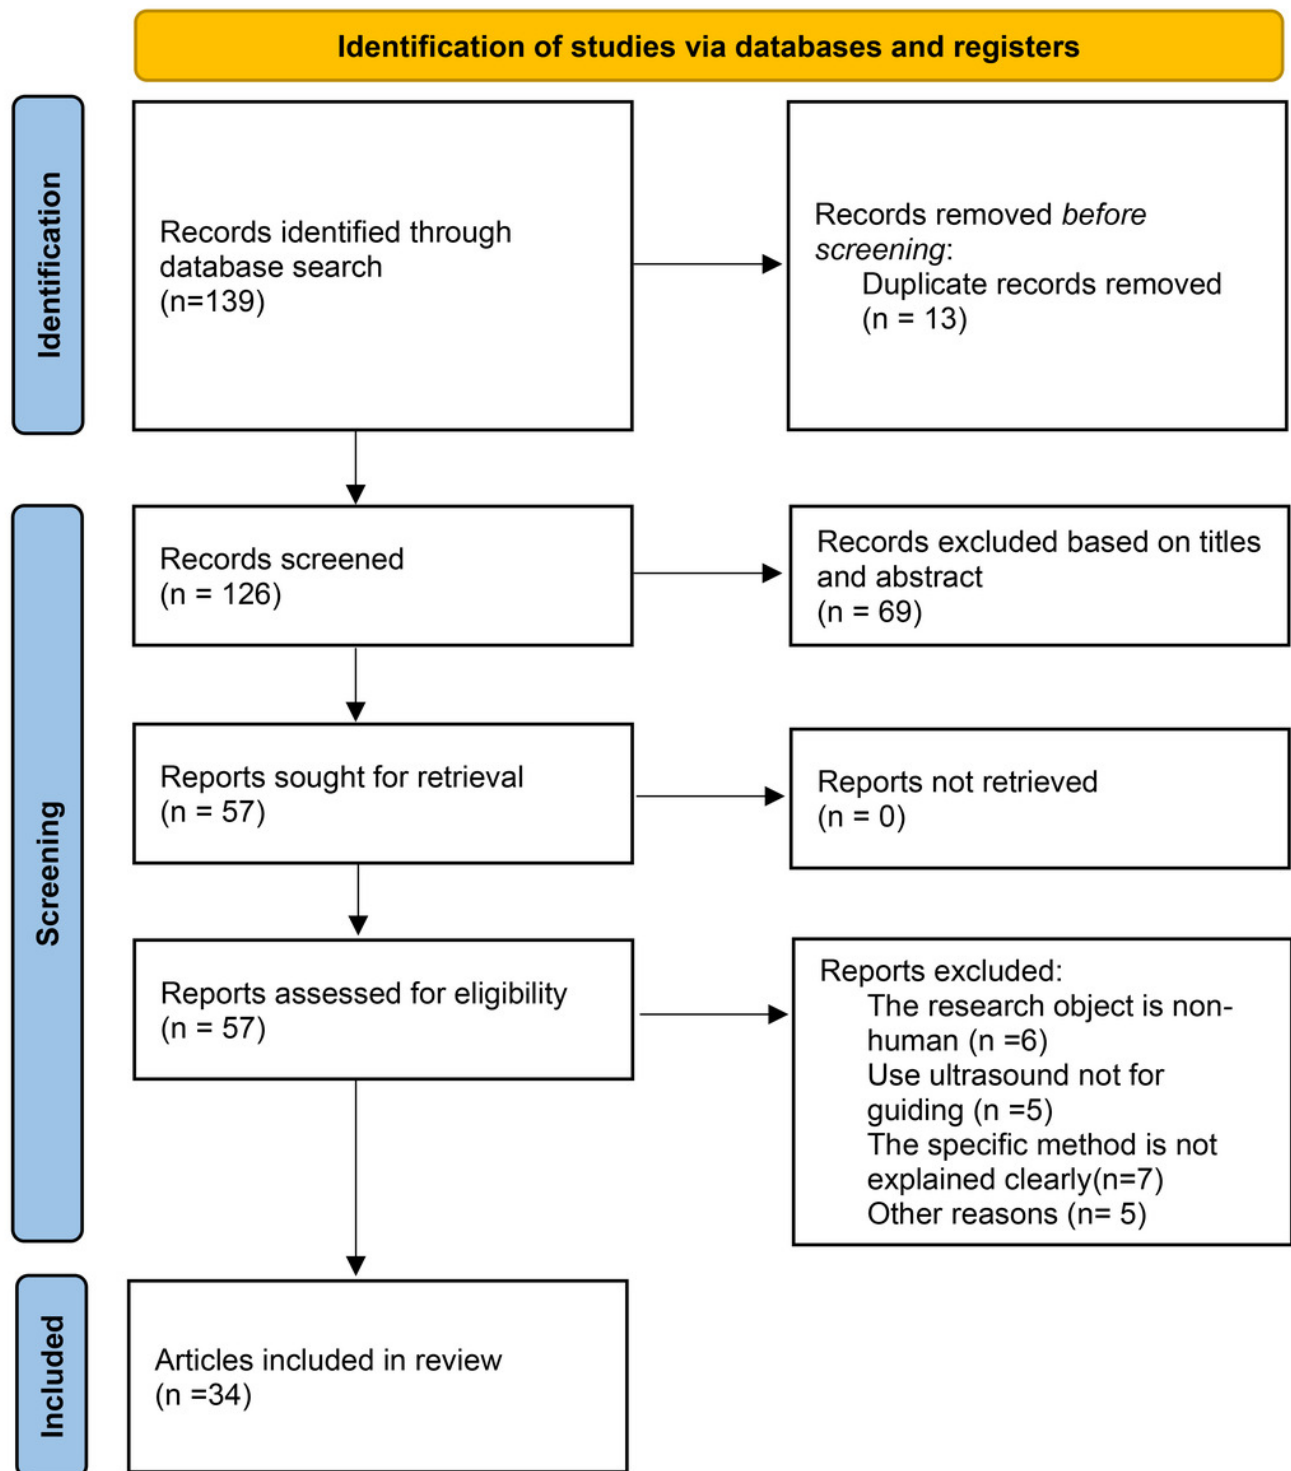 Identification of studies via databases and registers
Identification
Records identified through
database search
(n=139)
Records removed before
screening:
Duplicate records removed
(n = 13)
Screening
Records screened
(n = 126)
Records excluded based on titles
and abstract
(n = 69)
Reports sought for retrieval
(n = 57)
Reports not retrieved
(n = 0)
Reports assessed for eligibility
(n = 57)
Reports excluded:
The research object is non-
human (n =6)
Use ultrasound not for
guiding (n =5)
The specific method is not
explained clearly(n=7)
Other reasons (n= 5)
Included
Articles included in review
(n =34)